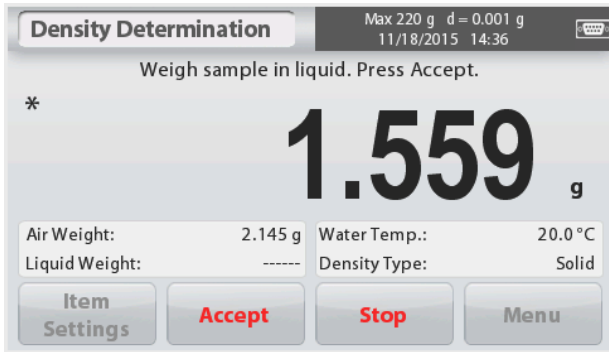 Density Determination
Max 220 g d = 0.001 g
11/18/2015 14:36
Weigh sample in liquid. Press Accept.
*
1.559 g
Air Weight: 2.145 g Water Temp.: 20.0 °C
Liquid Weight: ------ Density Type: Solid
Item Settings Accept Stop Menu